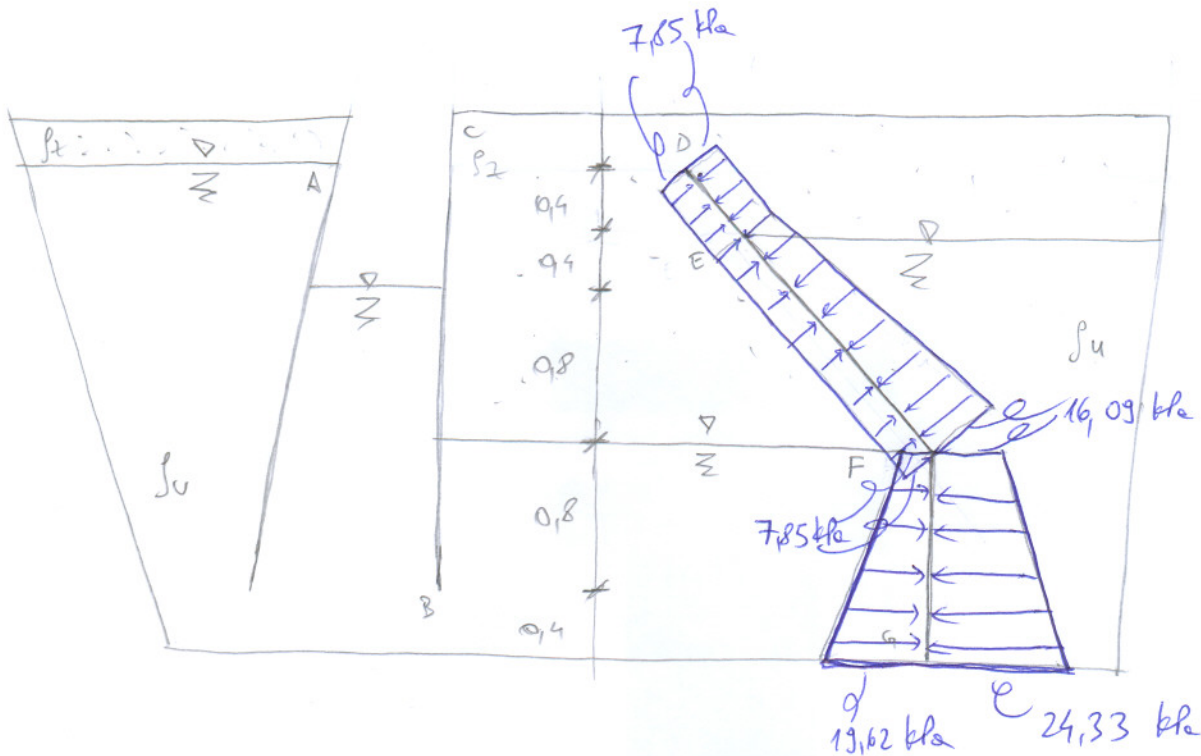 7,85 kPa
C
ρz
A
ρz
D
0,4
E
0,4
0,8
ρu
16,09 kPa
ρu
F
7,85 kPa
0,8
B
0,4
G
19,62 kPa
24,33 kPa